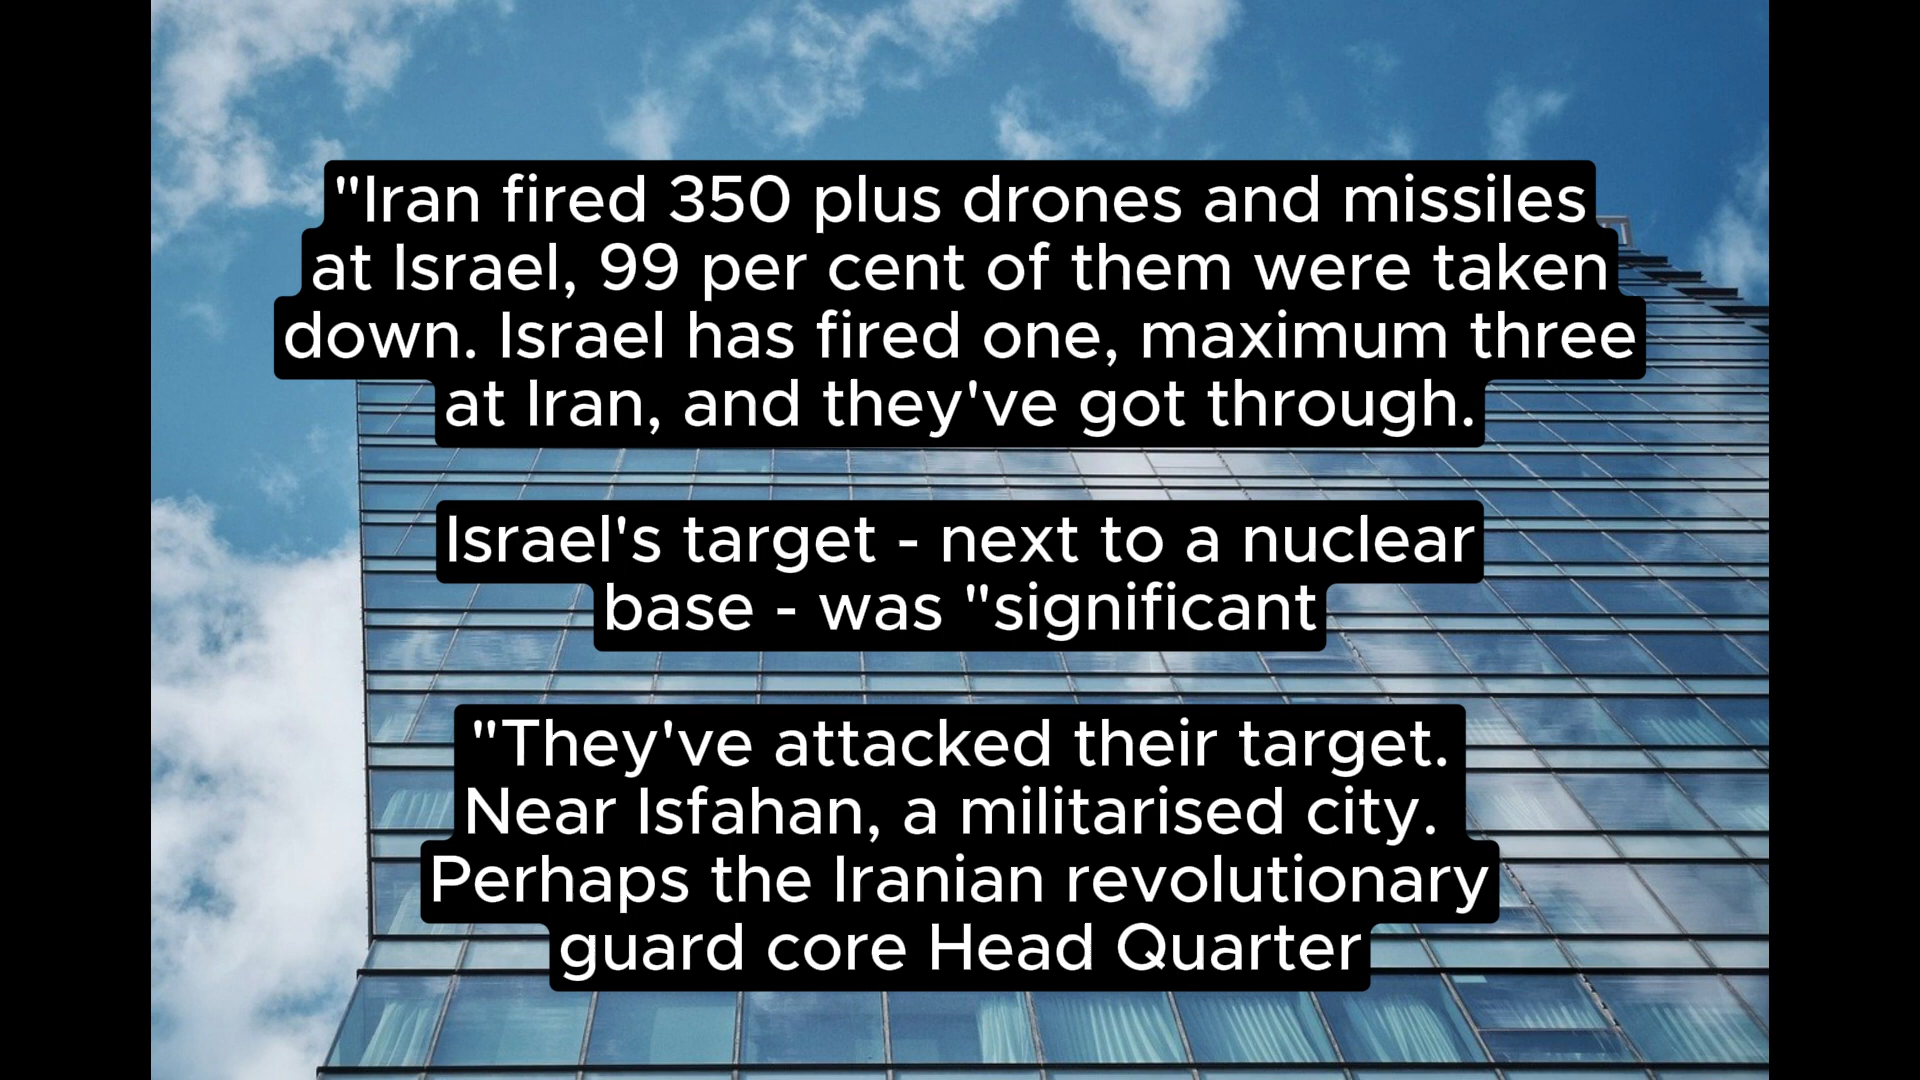 "Iran fired 350 plus drones and missiles
at Israel, 99 per cent of them were taken
down. Israel has fired one, maximum three
at Iran, and they've got through.
Israel's target - next to a nuclear
base - was "significant
"They've attacked their target.
Near Isfahan, a militarised city.
Perhaps the Iranian revolutionary
guard core Head Quarter